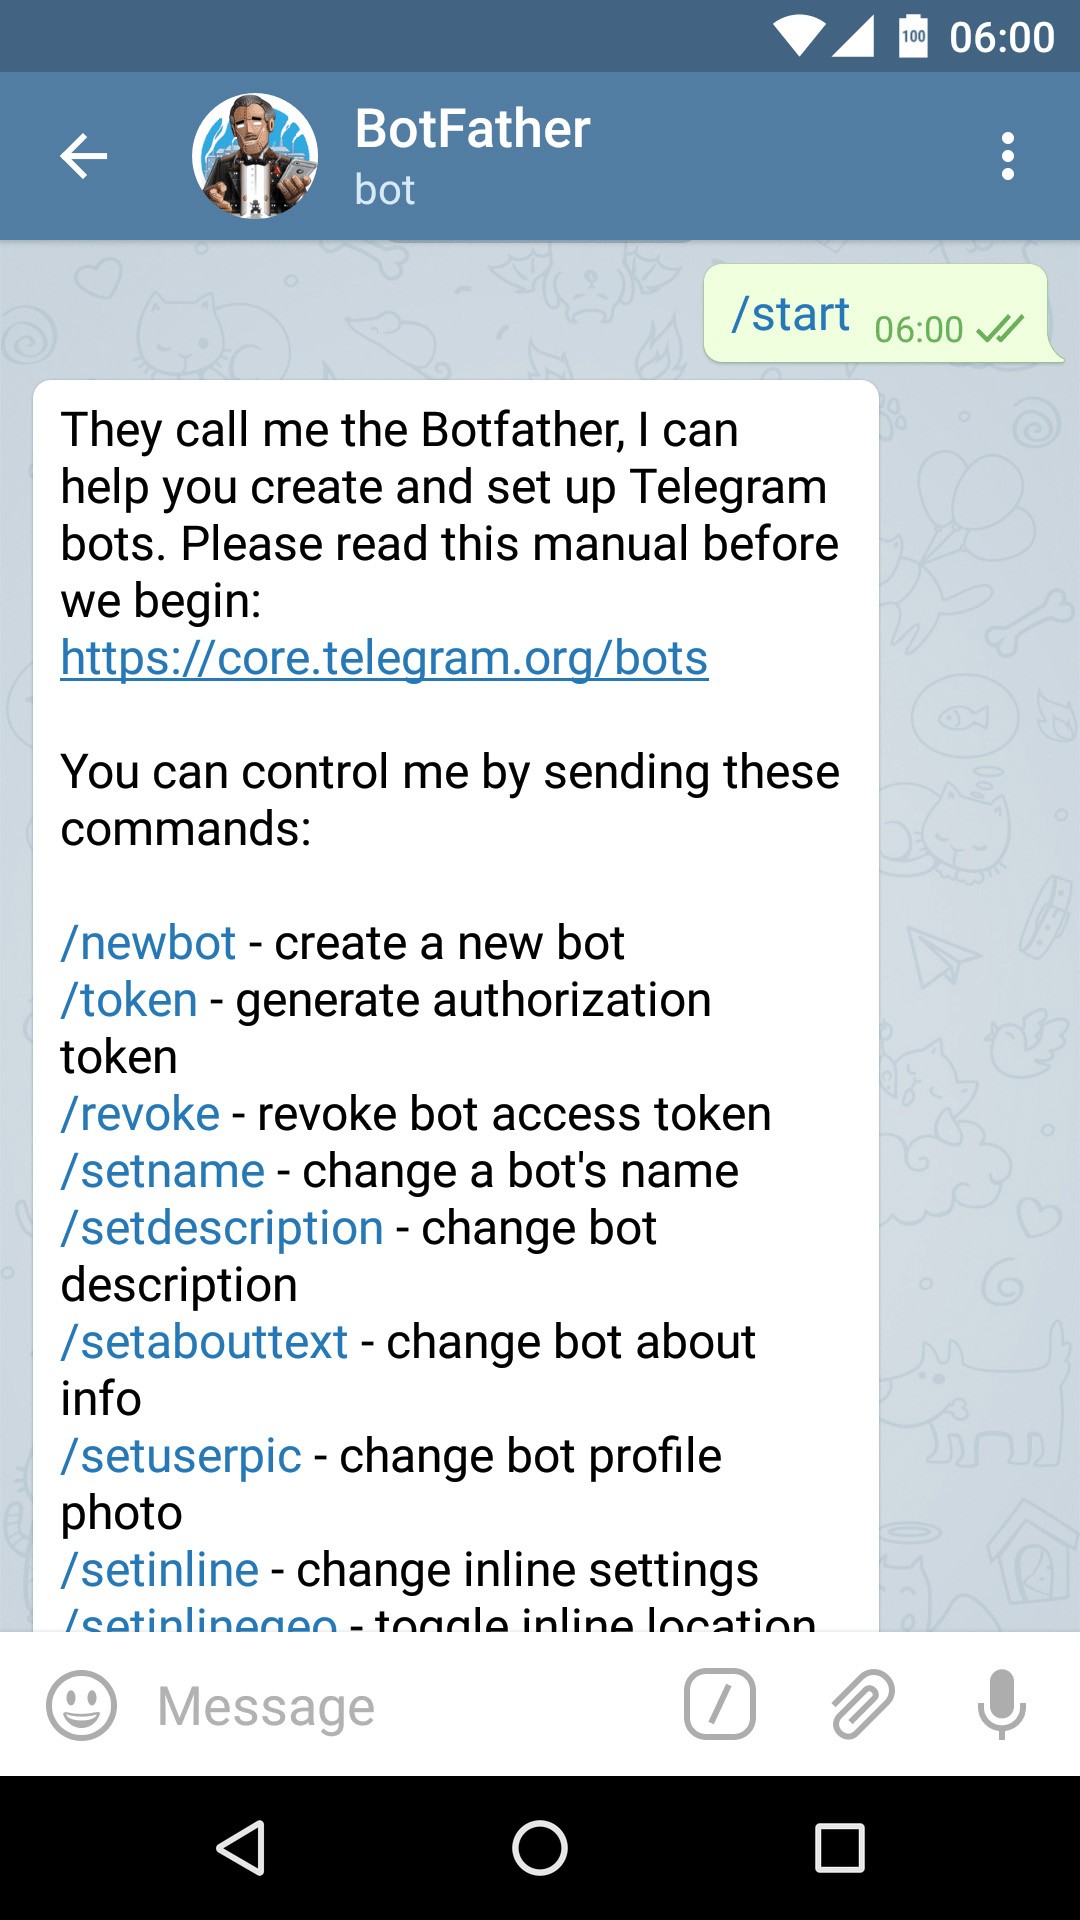 100 06:00
BotFather
bot
/start 06:00
They call me the Botfather, I can
help you create and set up Telegram
bots. Please read this manual before
we begin:
https://core.telegram.org/bots
You can control me by sending these
commands:
/newbot - create a new bot
/token - generate authorization
token
/revoke - revoke bot access token
/setname - change a bot's name
/setdescription - change bot
description
/setabouttext - change bot about
info
/setuserpic - change bot profile
photo
/setinline - change inline settings
/setinlinegeo - toggle inline location
Message